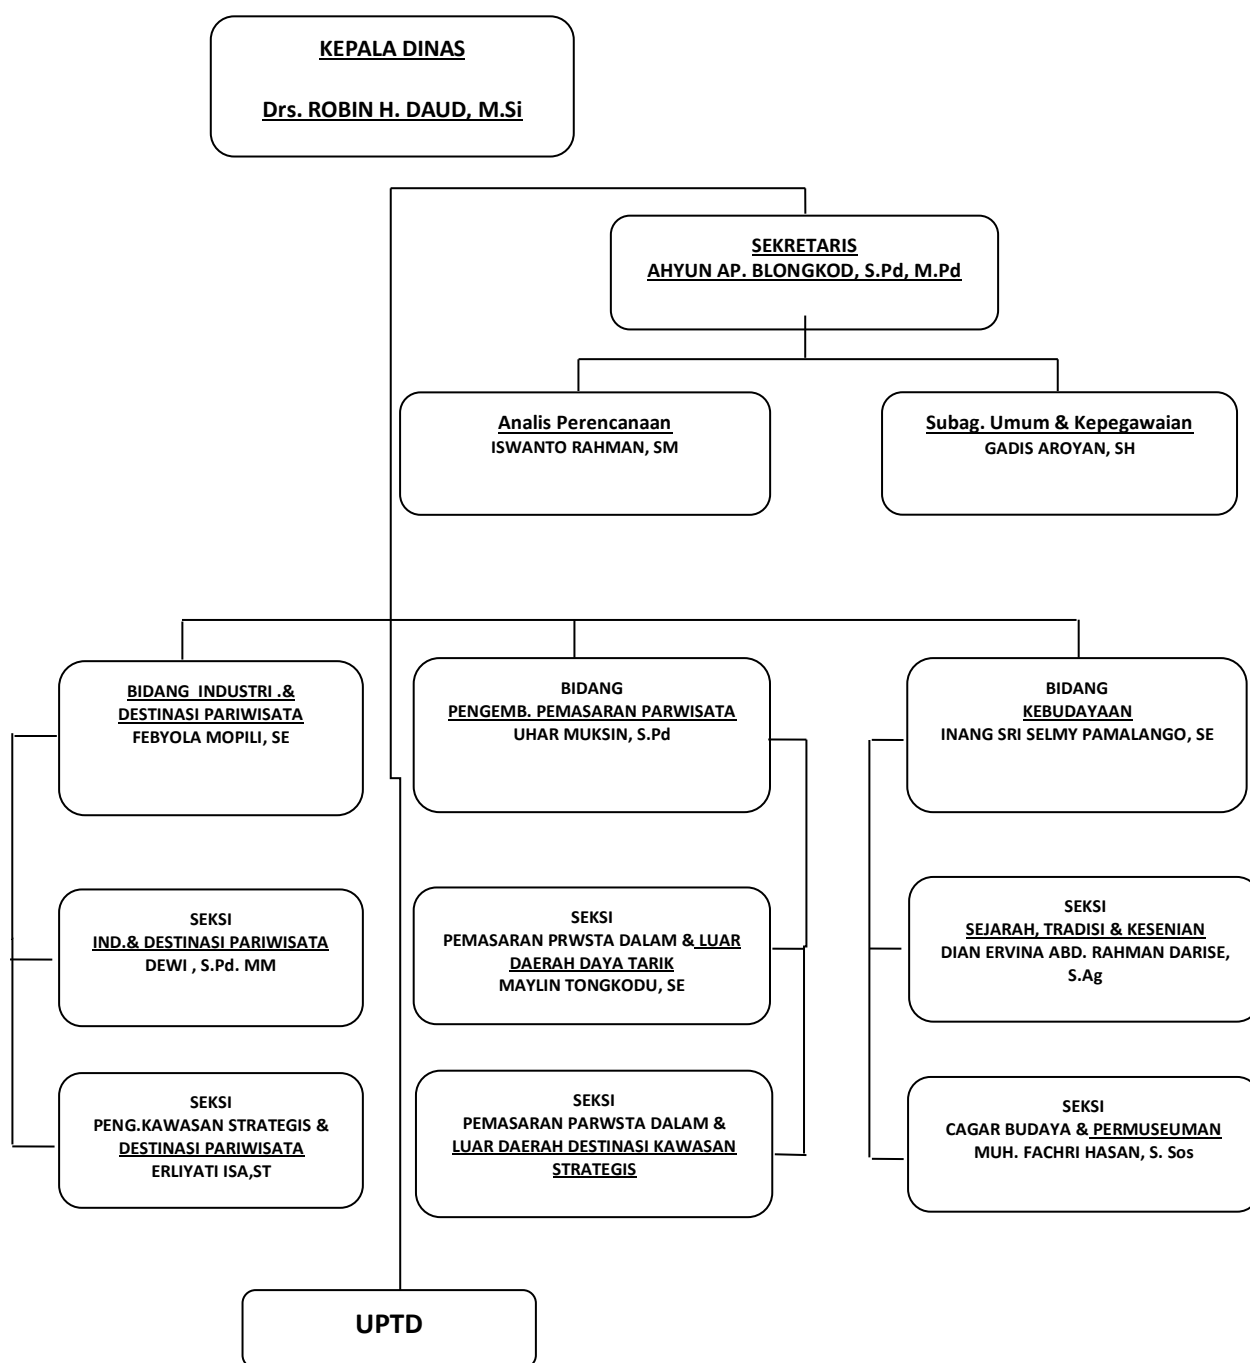 KEPALA DINAS
Drs. ROBIN H. DAUD, M.Si
SEKRETARIS
AHYUN AP. BLONGKOD, S.Pd, M.Pd
Analis Perencanaan
ISWANTO RAHMAN, SM
Subag. Umum & Kepegawaian
GADIS AROYAN, SH
BIDANG  INDUSTRI .&
DESTINASI PARIWISATA
FEBYOLA MOPILI, SE
BIDANG
PENGEMB. PEMASARAN PARWISATA
UHAR MUKSIN, S.Pd
BIDANG
KEBUDAYAAN
INANG SRI SELMY PAMALANGO, SE
SEKSI
IND.& DESTINASI PARIWISATA
DEWI , S.Pd. MM
SEKSI
PEMASARAN PRWSTA DALAM & LUAR
DAERAH DAYA TARIK
MAYLIN TONGKODU, SE
SEKSI
SEJARAH, TRADISI & KESENIAN
DIAN ERVINA ABD. RAHMAN DARISE,
S.Ag
SEKSI
PENG.KAWASAN STRATEGIS &
DESTINASI PARIWISATA
ERLIYATI ISA,ST
SEKSI
PEMASARAN PARWSTA DALAM &
LUAR DAERAH DESTINASI KAWASAN
STRATEGIS
SEKSI
CAGAR BUDAYA & PERMUSEUMAN
MUH. FACHRI HASAN, S. Sos
UPTD